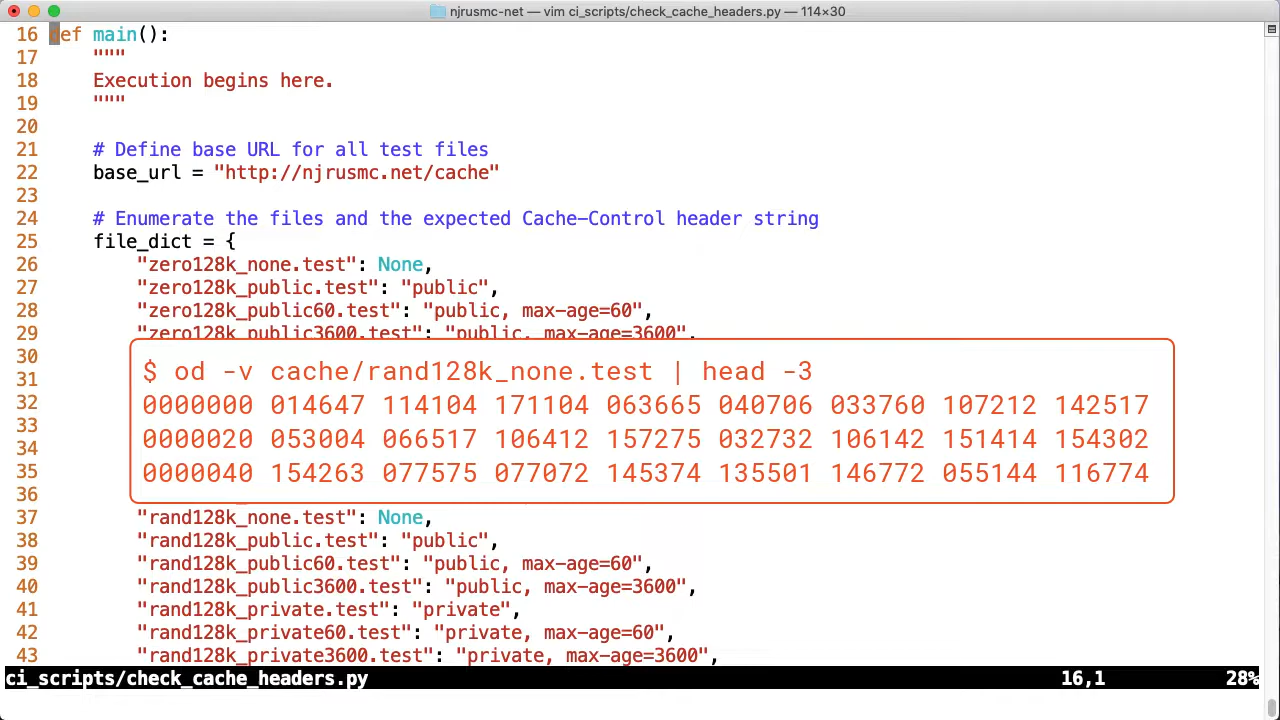 njrusmc-net — vim ci_scripts/check_cache_headers.py — 114×30
16 def main():
17     """
18     Execution begins here.
19     """
20
21     # Define base URL for all test files
22     base_url = "http://njrusmc.net/cache"
23
24     # Enumerate the files and the expected Cache-Control header string
25     file_dict = {
26         "zero128k_none.test": None,
27         "zero128k_public.test": "public",
28         "zero128k_public60.test": "public, max-age=60",
29         "zero128k_public3600.test": "public, max-age=3600",
30
31
32
33
34
35
36
$ od -v cache/rand128k_none.test | head -3
0000000 014647 114104 171104 063665 040706 033760 107212 142517
0000020 053004 066517 106412 157275 032732 106142 151414 154302
0000040 154263 077575 077072 145374 135501 146772 055144 116774
37         "rand128k_none.test": None,
38         "rand128k_public.test": "public",
39         "rand128k_public60.test": "public, max-age=60",
40         "rand128k_public3600.test": "public, max-age=3600",
41         "rand128k_private.test": "private",
42         "rand128k_private60.test": "private, max-age=60",
43         "rand128k_private3600.test": "private, max-age=3600",
ci_scripts/check_cache_headers.py 16,1 28%